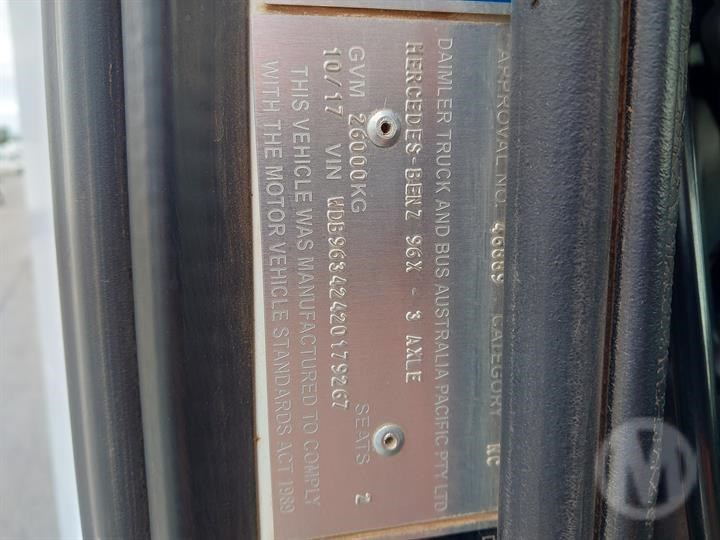 APPROVAL NO. 46889 CATEGORY NC
DAIMLER TRUCK AND BUS AUSTRALIA PACIFIC PTY LTD
MERCEDES-BENZ 96X - 3 AXLE
GVM 26000KG SEATS 2
10/17 VIN WDB96342420179267
THIS VEHICLE WAS MANUFACTURED TO COMPLY
WITH THE MOTOR VEHICLE STANDARDS ACT 1989
M